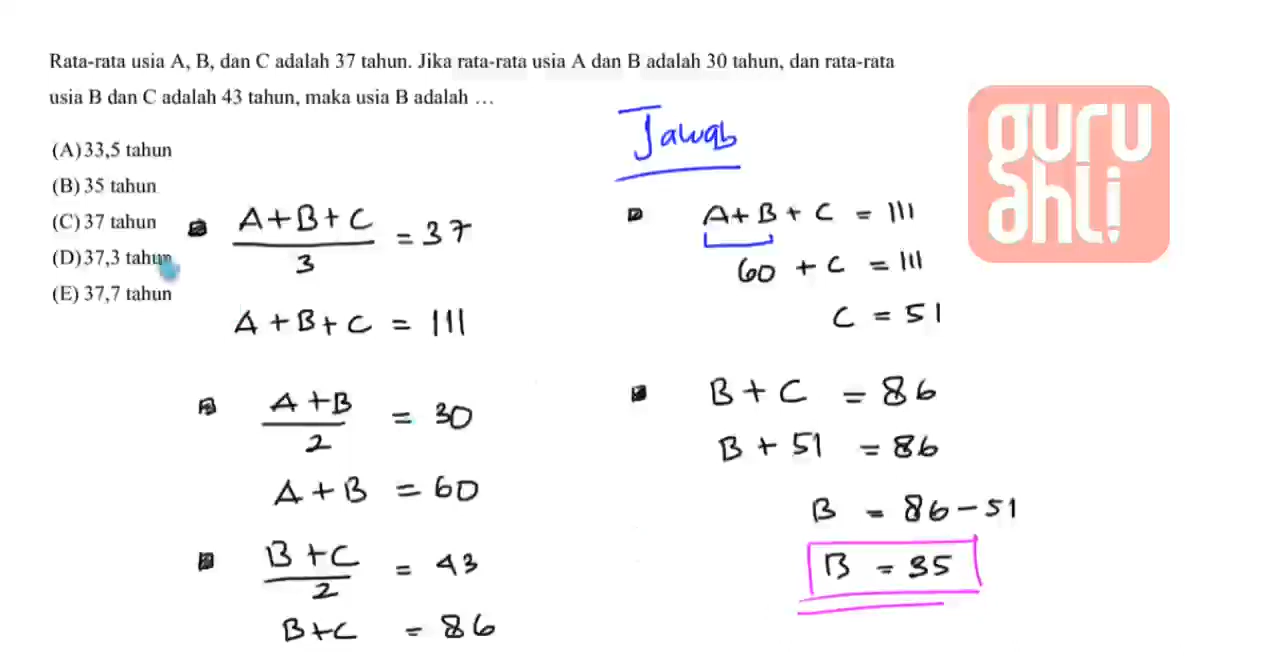 Rata-rata usia A, B, dan C adalah 37 tahun. Jika rata-rata usia A dan B adalah 30 tahun, dan rata-rata
usia B dan C adalah 43 tahun, maka usia B adalah …
(A) 33,5 tahun
(B) 35 tahun
(C) 37 tahun
(D) 37,3 tahun
(E) 37,7 tahun
A+B+C / 3 = 37
A+B+C = 111
A+B / 2 = 30
A+B = 60
B+C / 2 = 43
B+C = 86
Jawab
A+B+C = 111
60 + C = 111
C = 51
B+C = 86
B + 51 = 86
B = 86-51
B = 35
guru
ahli